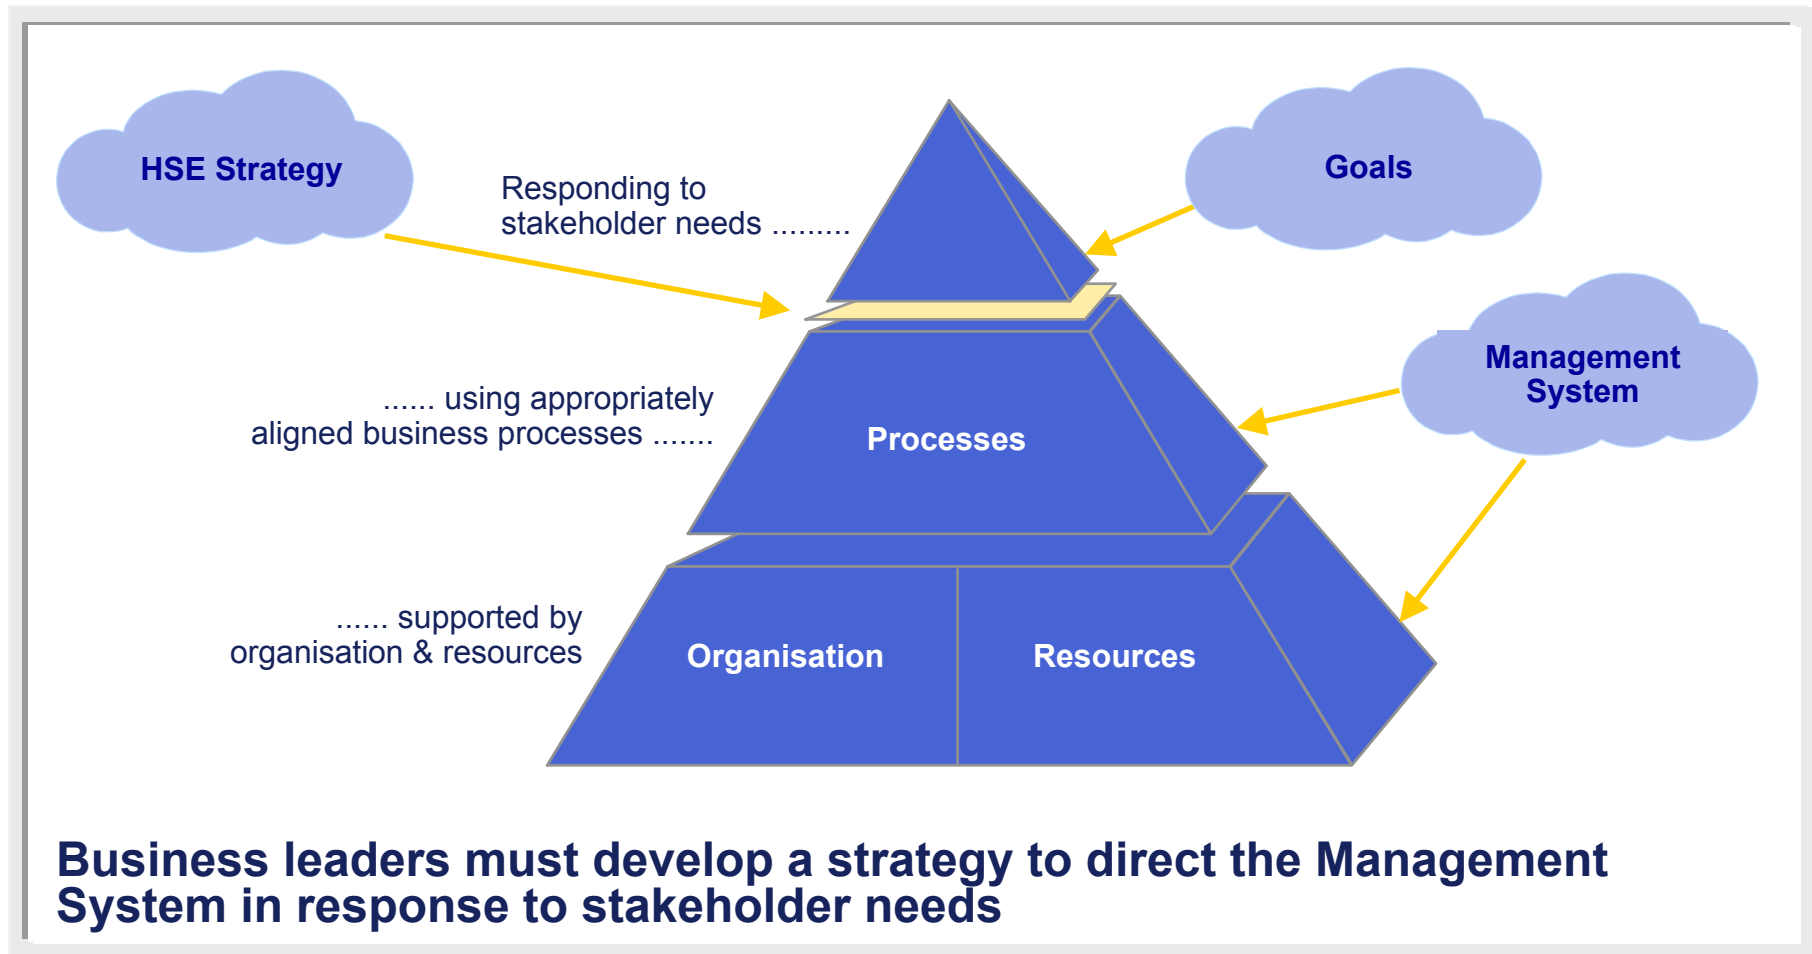 HSE Strategy
Goals
Responding to
stakeholder needs .........
Management
System
...... using appropriately
aligned business processes .......
Processes
...... supported by
organisation & resources
Organisation
Resources
Business leaders must develop a strategy to direct the Management
System in response to stakeholder needs